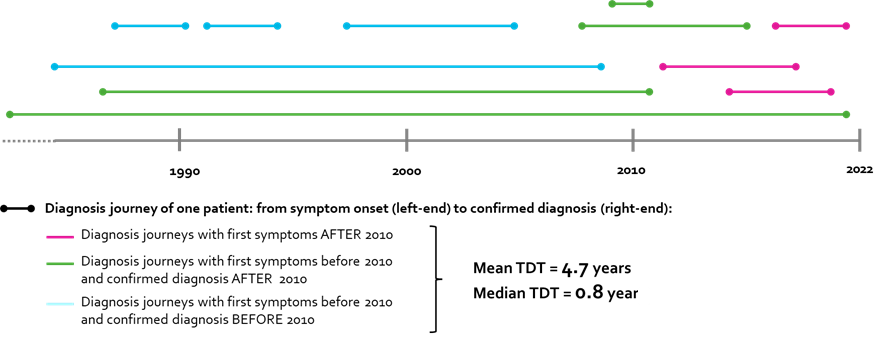 1990 2000 2010 2022
Diagnosis journey of one patient: from symptom onset (left-end) to confirmed diagnosis (right-end):
Diagnosis journeys with first symptoms AFTER 2010
Diagnosis journeys with first symptoms before 2010
and confirmed diagnosis AFTER 2010
Diagnosis journeys with first symptoms before 2010
and confirmed diagnosis BEFORE 2010
Mean TDT = 4.7 years
Median TDT = 0.8 year